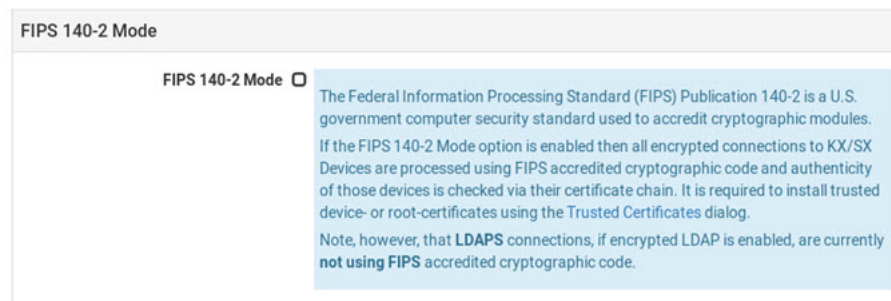 FIPS 140-2 Mode
FIPS 140-2 Mode
The Federal Information Processing Standard (FIPS) Publication 140-2 is a U.S.
government computer security standard used to accredit cryptographic modules.
If the FIPS 140-2 Mode option is enabled then all encrypted connections to KX/SX
Devices are processed using FIPS accredited cryptographic code and authenticity
of those devices is checked via their certificate chain. It is required to install trusted
device- or root-certificates using the Trusted Certificates dialog.
Note, however, that LDAPS connections, if encrypted LDAP is enabled, are currently
not using FIPS accredited cryptographic code.